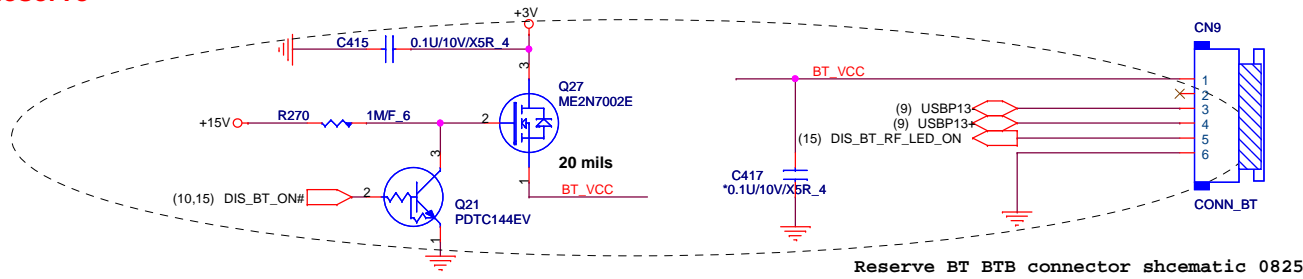 +3V
CN9
C415 0.1U/10V/X5R_4
3
Q27
ME2N7002E
BT_VCC
1
2
3
4
5
6
(9) USBP13-
(9) USBP13+
(15) DIS_BT_RF_LED_ON
+15V
R270 1M/F_6
2
20 mils
1
BT_VCC
3
(10,15) DIS_BT_ON#
2
Q21
PDTC144EV
1
C417
*0.1U/10V/X5R_4
CONN_BT
Reserve BT BTB connector shcematic 0825